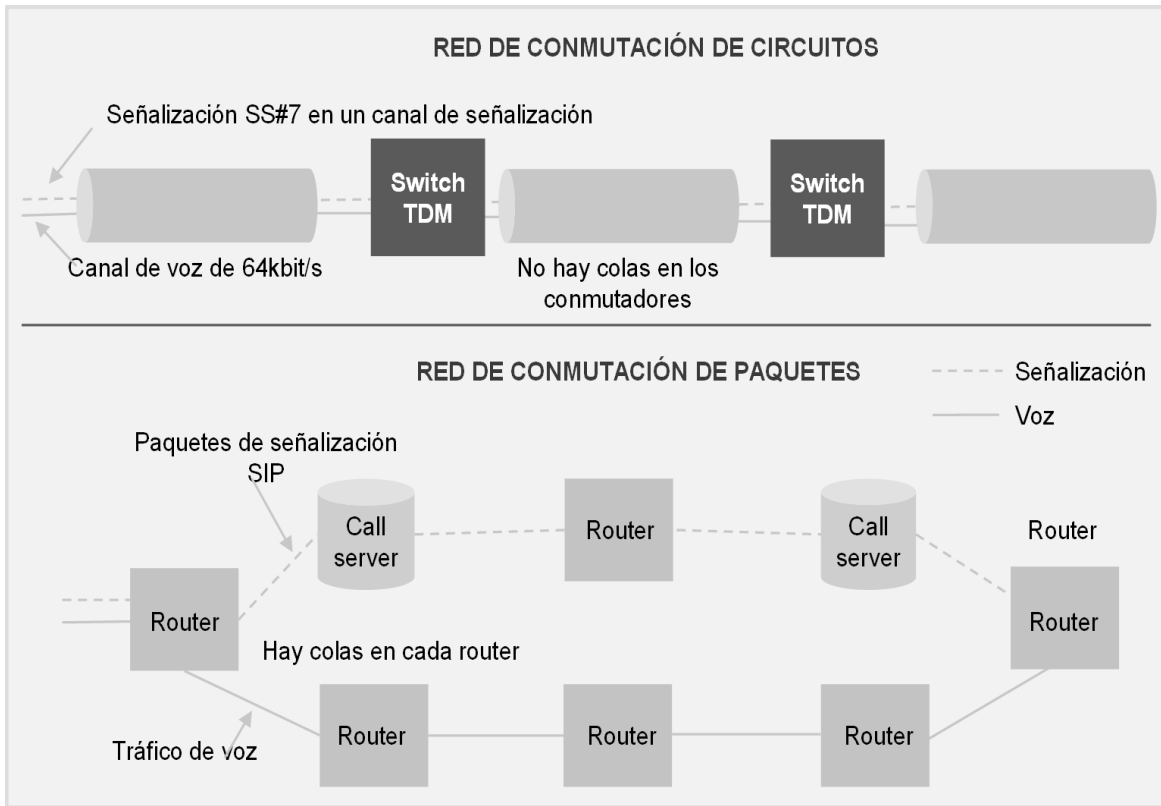 RED DE CONMUTACIÓN DE CIRCUITOS
Señalización SS#7 en un canal de señalización
Switch
TDM
Switch
TDM
Canal de voz de 64kbit/s
No hay colas en los
conmutadores
RED DE CONMUTACIÓN DE PAQUETES
Señalización
Voz
Paquetes de señalización
SIP
Call
server
Router
Call
server
Router
Router
Router
Hay colas en cada router
Tráfico de voz
Router
Router
Router